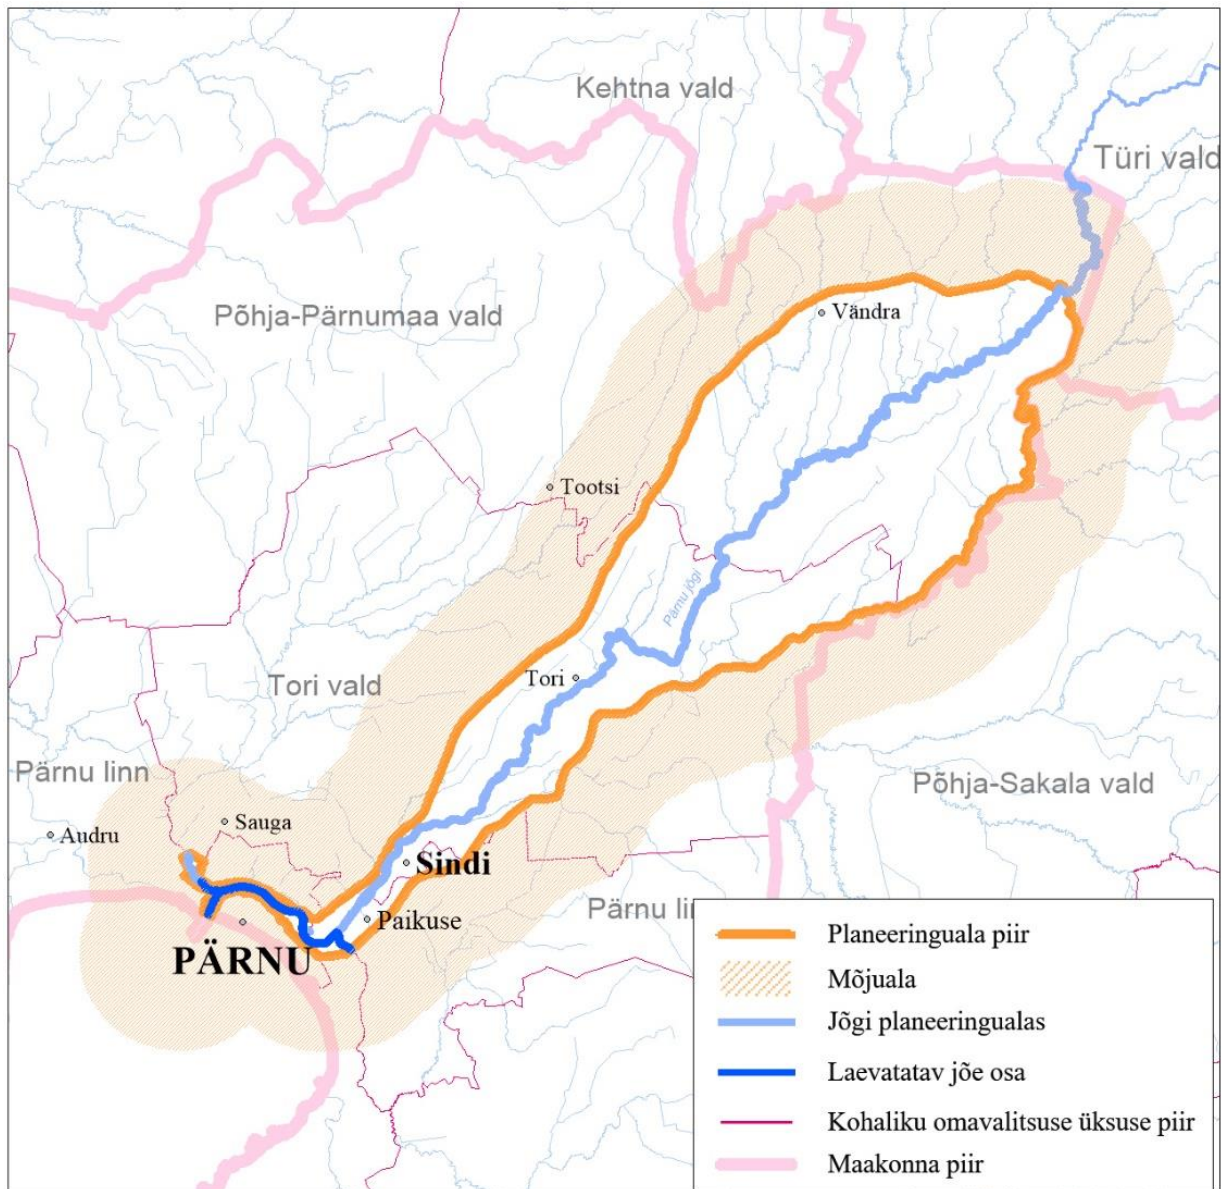 Kehtna vald
Türi vald
Põhja-Pärnumaa vald
Vändra
Tootsi
Pärnu jõgi
Tori
Tori vald
Pärnu linn
Põhja-Sakala vald
Sauga
Audru
Sindi
Pärnu lin
Paikuse
PÄRNU
Planeeringuala piir
Mõjuala
Jõgi planeeringualas
Laevatatav jõe osa
Kohaliku omavalitsuse üksuse piir
Maakonna piir